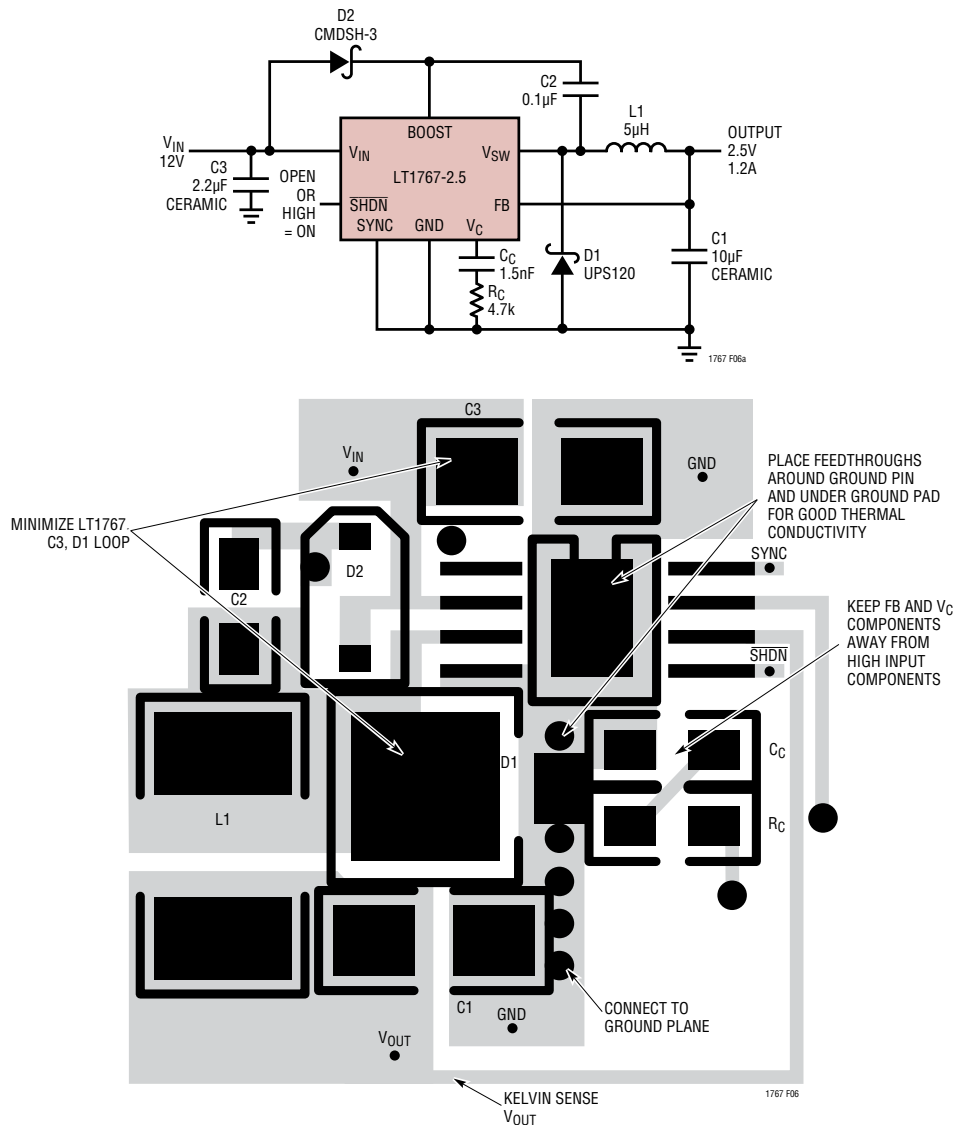 D2
CMDSH-3
C2
0.1µF
L1
5µH
OUTPUT
2.5V
1.2A
VIN
12V
C3
2.2µF
CERAMIC
OPEN
OR
HIGH
= ON
BOOST
VIN
VSW
LT1767-2.5
SHDN
FB
SYNC
GND
VC
CC
1.5nF
RC
4.7k
D1
UPS120
C1
10µF
CERAMIC
1767 F06a
C3
VIN
GND
PLACE FEEDTHROUGHS
AROUND GROUND PIN
AND UNDER GROUND PAD
FOR GOOD THERMAL
CONDUCTIVITY
MINIMIZE LT1767,
C3, D1 LOOP
SYNC
D2
C2
KEEP FB AND VC
COMPONENTS
AWAY FROM
HIGH INPUT
COMPONENTS
SHDN
D1
CC
L1
RC
C1
GND
CONNECT TO
GROUND PLANE
VOUT
KELVIN SENSE
VOUT
1767 F06